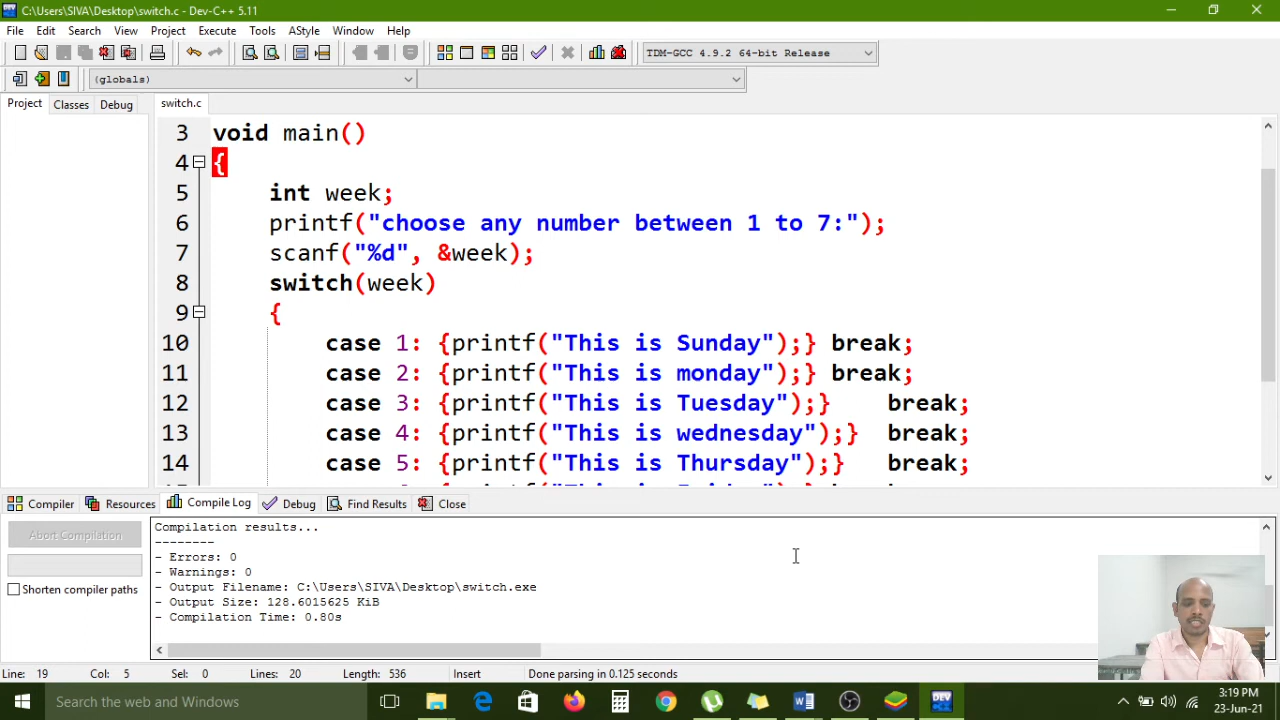 C:\Users\SIVA\Desktop\switch.c - Dev-C++ 5.11
File Edit Search View Project Execute Tools AStyle Window Help
TDM-GCC 4.9.2 64-bit Release
(globals)
Project Classes Debug switch.c
3 void main()
4 {
5 int week;
6 printf("choose any number between 1 to 7:");
7 scanf("%d", &week);
8 switch(week)
9 {
10 case 1: {printf("This is Sunday");} break;
11 case 2: {printf("This is monday");} break;
12 case 3: {printf("This is Tuesday");} break;
13 case 4: {printf("This is wednesday");} break;
14 case 5: {printf("This is Thursday");} break;
Compiler Resources Compile Log Debug Find Results Close
Abort Compilation
Shorten compiler paths
Compilation results...
--------
- Errors: 0
- Warnings: 0
- Output Filename: C:\Users\SIVA\Desktop\switch.exe
- Output Size: 128.6015625 KiB
- Compilation Time: 0.80s
Line: 19 Col: 5 Sel: 0 Lines: 20 Length: 536 Insert Done parsing in 0.125 seconds
Search the web and Windows
DEV
3:19 PM
23-Jun-21